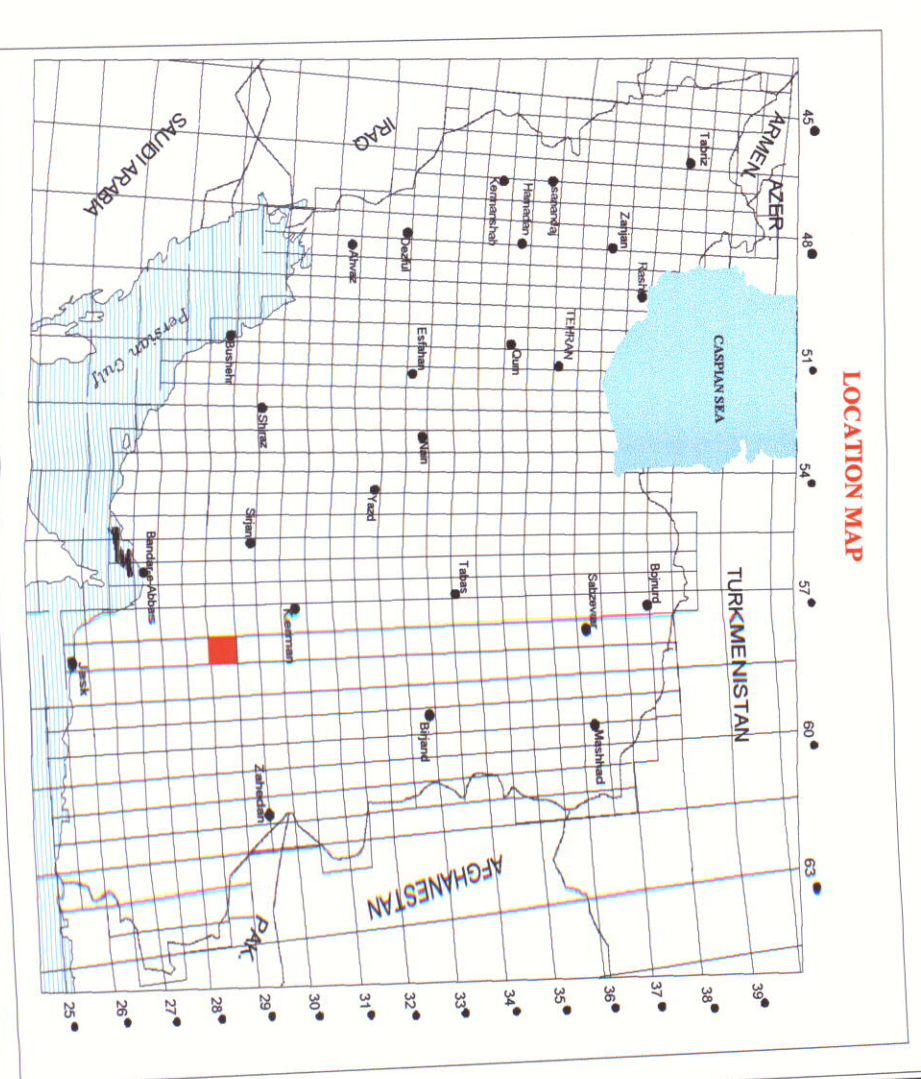 LOCATION MAP
45
48
51
54
57
60
63
ARMEN
AZER
CASPIAN SEA
TURKMENISTAN
IRAQ
SAUIDI ARABIA
Persian Gulf
AFGHANESTAN
PAK.
Tabriz
Zanjan
Rasht
sanandaj
Hamadan
Kermanshah
TEHRAN
Qum
Dezful
Ahvaz
Esfahan
Nain
Yazd
Bushehr
Shiraz
Sirjan
Bandar-e-Abbas
Tabas
Bojnurd
Sabzevar
Kerman
Jask
Birjand
Mashhad
Zahedan
39
38
37
36
35
34
33
32
31
30
29
28
27
26
25